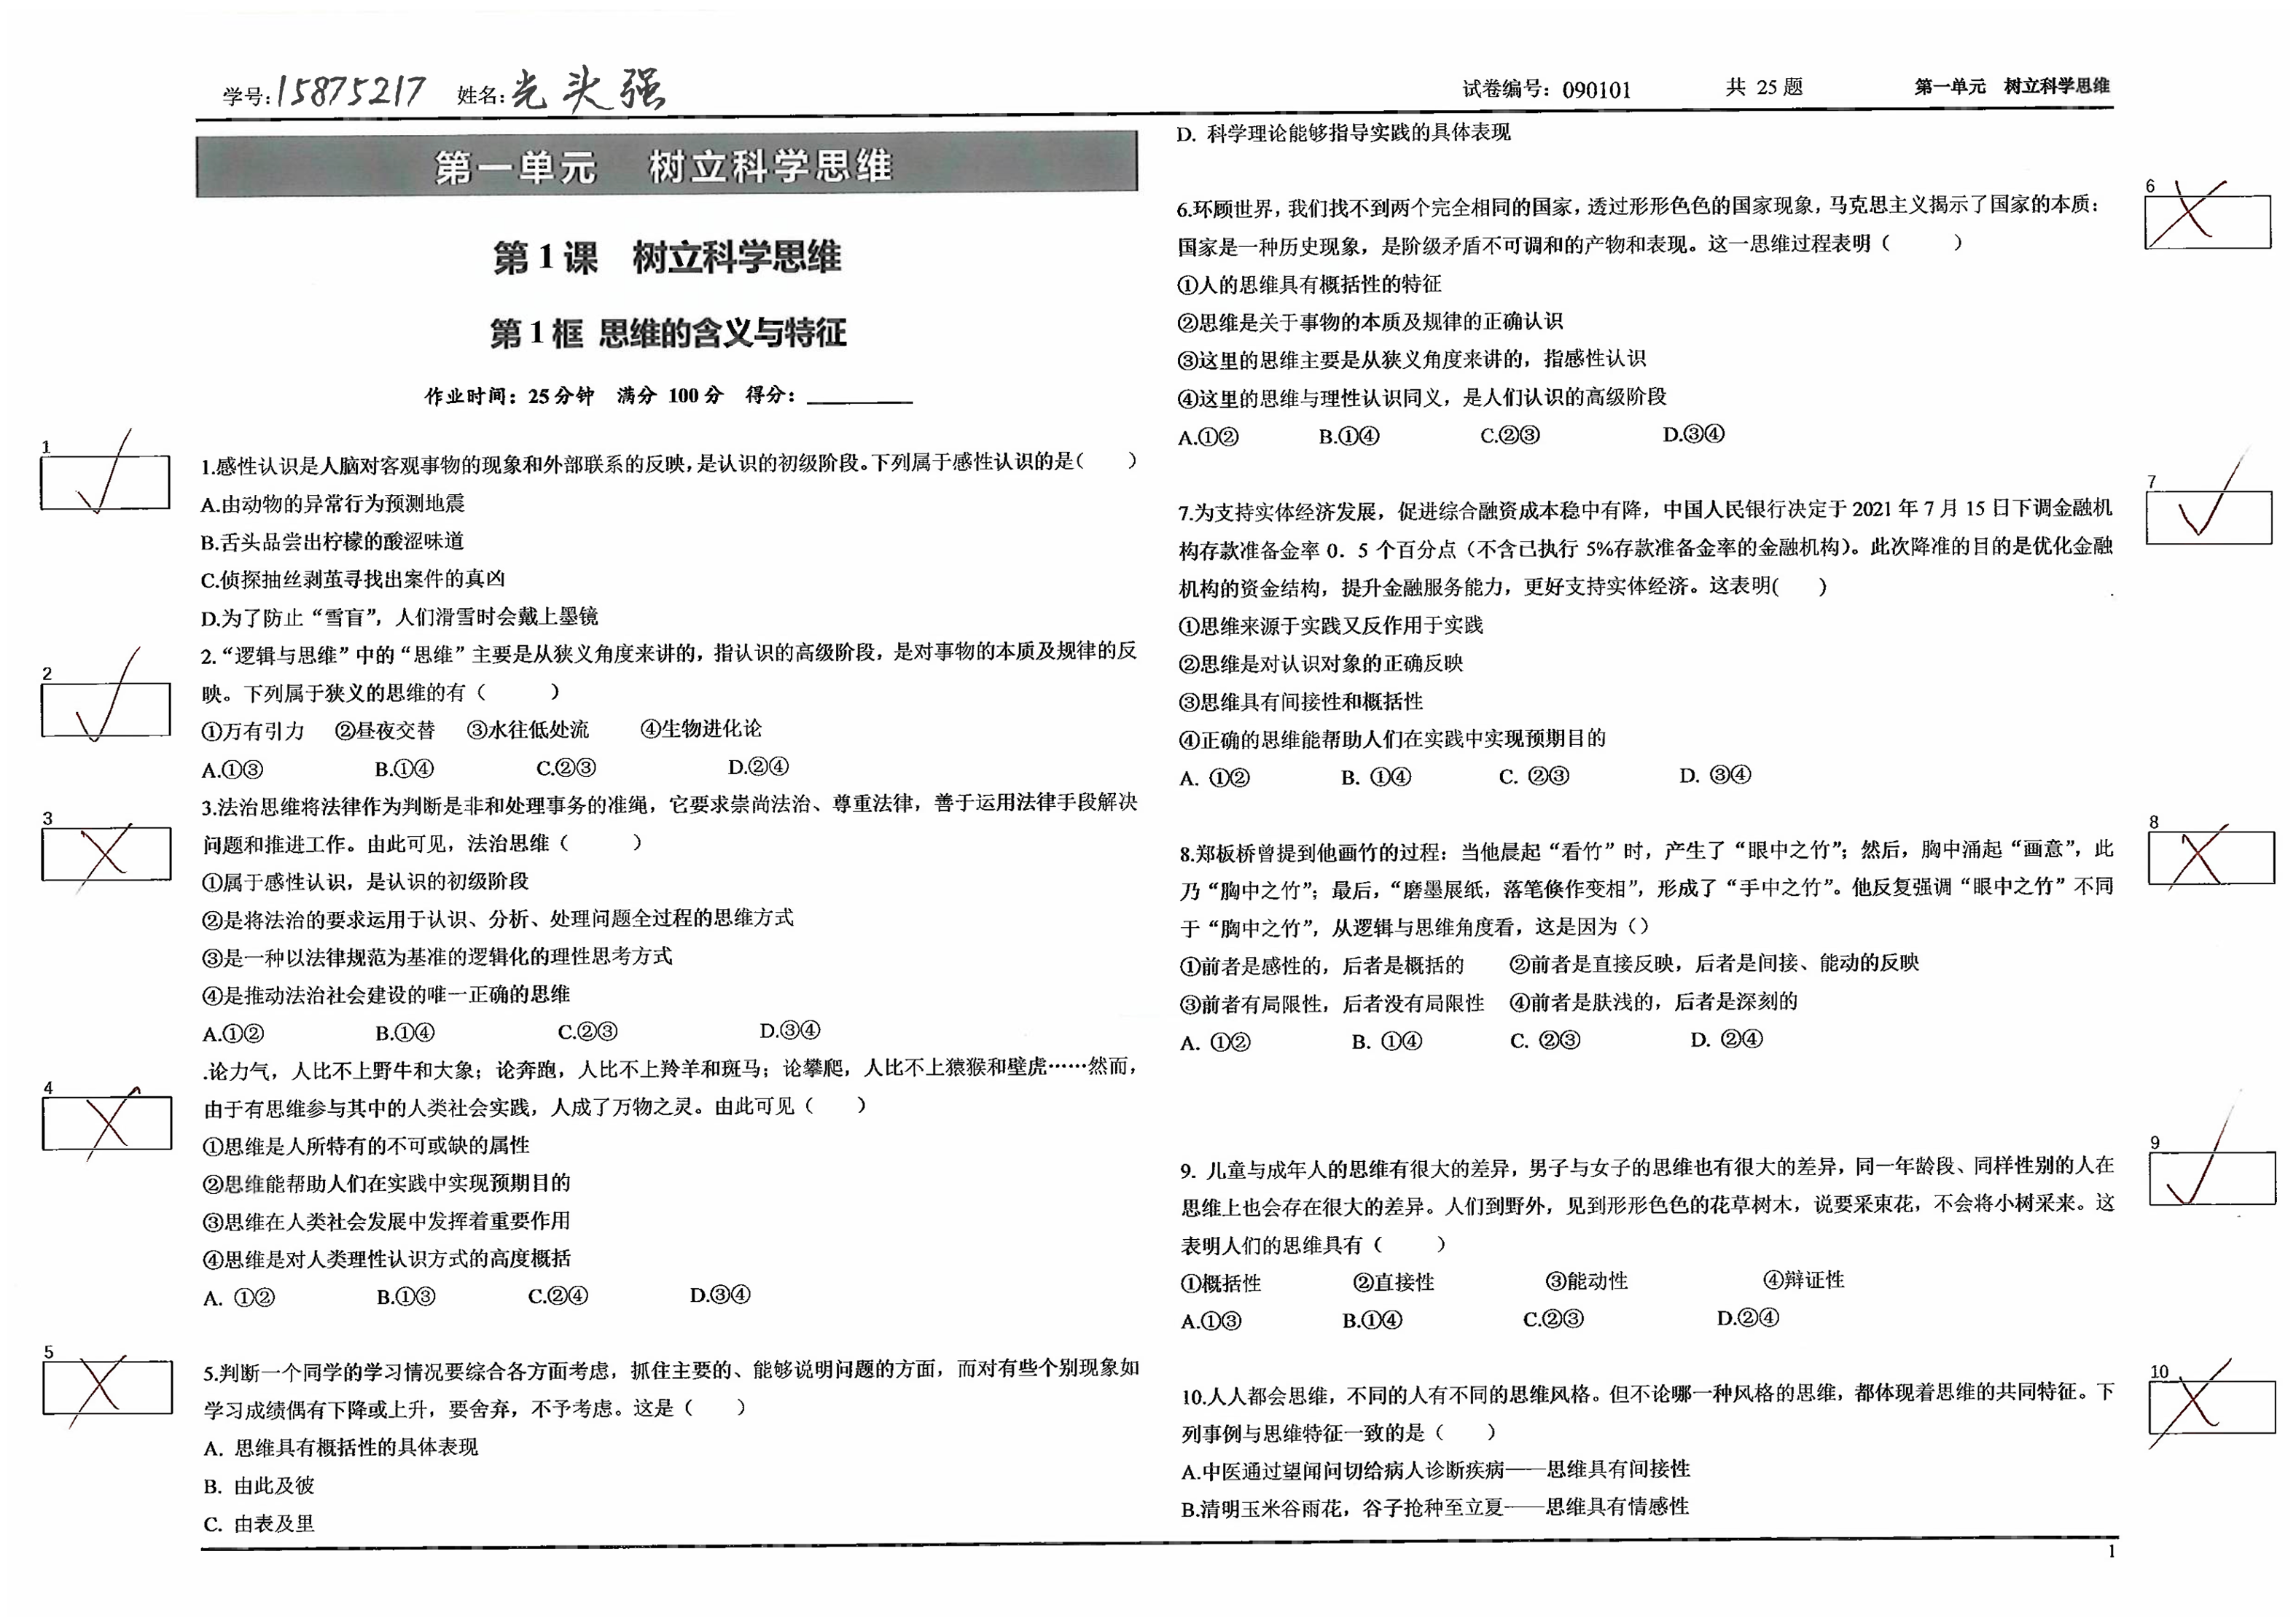 学号:15875217 姓名:光头强 试卷编号：090101 共 25 题 第一单元 树立科学思维
第一单元 树立科学思维
第 1 课 树立科学思维
第 1 框 思维的含义与特征
作业时间：25 分钟 满分 100 分 得分：________
1
1.感性认识是人脑对客观事物的现象和外部联系的反映，是认识的初级阶段。下列属于感性认识的是（ ）
A.由动物的异常行为预测地震
B.舌头品尝出柠檬的酸涩味道
C.侦探抽丝剥茧寻找出案件的真凶
D.为了防止“雪盲”，人们滑雪时会戴上墨镜
2
2.“逻辑与思维”中的“思维”主要是从狭义角度来讲的，指认识的高级阶段，是对事物的本质及规律的反
映。下列属于狭义的思维的有（ ）
①万有引力 ②昼夜交替 ③水往低处流 ④生物进化论
A.①③ B.①④ C.②③ D.②④
3
3.法治思维将法律作为判断是非和处理事务的准绳，它要求崇尚法治、尊重法律，善于运用法律手段解决
问题和推进工作。由此可见，法治思维（ ）
①属于感性认识，是认识的初级阶段
②是将法治的要求运用于认识、分析、处理问题全过程的思维方式
③是一种以法律规范为基准的逻辑化的理性思考方式
④是推动法治社会建设的唯一正确的思维
A.①② B.①④ C.②③ D.③④
4
.论力气，人比不上野牛和大象；论奔跑，人比不上羚羊和斑马；论攀爬，人比不上猿猴和壁虎……然而，
由于有思维参与其中的人类社会实践，人成了万物之灵。由此可见（ ）
①思维是人所特有的不可或缺的属性
②思维能帮助人们在实践中实现预期目的
③思维在人类社会发展中发挥着重要作用
④思维是对人类理性认识方式的高度概括
A. ①② B.①③ C.②④ D.③④
5
5.判断一个同学的学习情况要综合各方面考虑，抓住主要的、能够说明问题的方面，而对有些个别现象如
学习成绩偶有下降或上升，要舍弃，不予考虑。这是（ ）
A. 思维具有概括性的具体表现
B. 由此及彼
C. 由表及里
D. 科学理论能够指导实践的具体表现
6
6.环顾世界，我们找不到两个完全相同的国家，透过形形色色的国家现象，马克思主义揭示了国家的本质：
国家是一种历史现象，是阶级矛盾不可调和的产物和表现。这一思维过程表明（ ）
①人的思维具有概括性的特征
②思维是关于事物的本质及规律的正确认识
③这里的思维主要是从狭义角度来讲的，指感性认识
④这里的思维与理性认识同义，是人们认识的高级阶段
A.①② B.①④ C.②③ D.③④
7
7.为支持实体经济发展，促进综合融资成本稳中有降，中国人民银行决定于 2021 年 7 月 15 日下调金融机
构存款准备金率 0．5 个百分点（不含已执行 5%存款准备金率的金融机构）。此次降准的目的是优化金融
机构的资金结构，提升金融服务能力，更好支持实体经济。这表明( )
①思维来源于实践又反作用于实践
②思维是对认识对象的正确反映
③思维具有间接性和概括性
④正确的思维能帮助人们在实践中实现预期目的
A. ①② B. ①④ C. ②③ D. ③④
8
8.郑板桥曾提到他画竹的过程：当他晨起“看竹”时，产生了“眼中之竹”；然后，胸中涌起“画意”，此
乃“胸中之竹”；最后，“磨墨展纸，落笔倏作变相”，形成了“手中之竹”。他反复强调“眼中之竹”不同
于“胸中之竹”，从逻辑与思维角度看，这是因为（）
①前者是感性的，后者是概括的 ②前者是直接反映，后者是间接、能动的反映
③前者有局限性，后者没有局限性 ④前者是肤浅的，后者是深刻的
A. ①② B. ①④ C. ②③ D. ②④
9
9. 儿童与成年人的思维有很大的差异，男子与女子的思维也有很大的差异，同一年龄段、同样性别的人在
思维上也会存在很大的差异。人们到野外，见到形形色色的花草树木，说要采束花，不会将小树采来。这
表明人们的思维具有（ ）
①概括性 ②直接性 ③能动性 ④辩证性
A.①③ B.①④ C.②③ D.②④
10
10.人人都会思维，不同的人有不同的思维风格。但不论哪一种风格的思维，都体现着思维的共同特征。下
列事例与思维特征一致的是（ ）
A.中医通过望闻问切给病人诊断疾病——思维具有间接性
B.清明玉米谷雨花，谷子抢种至立夏——思维具有情感性
1